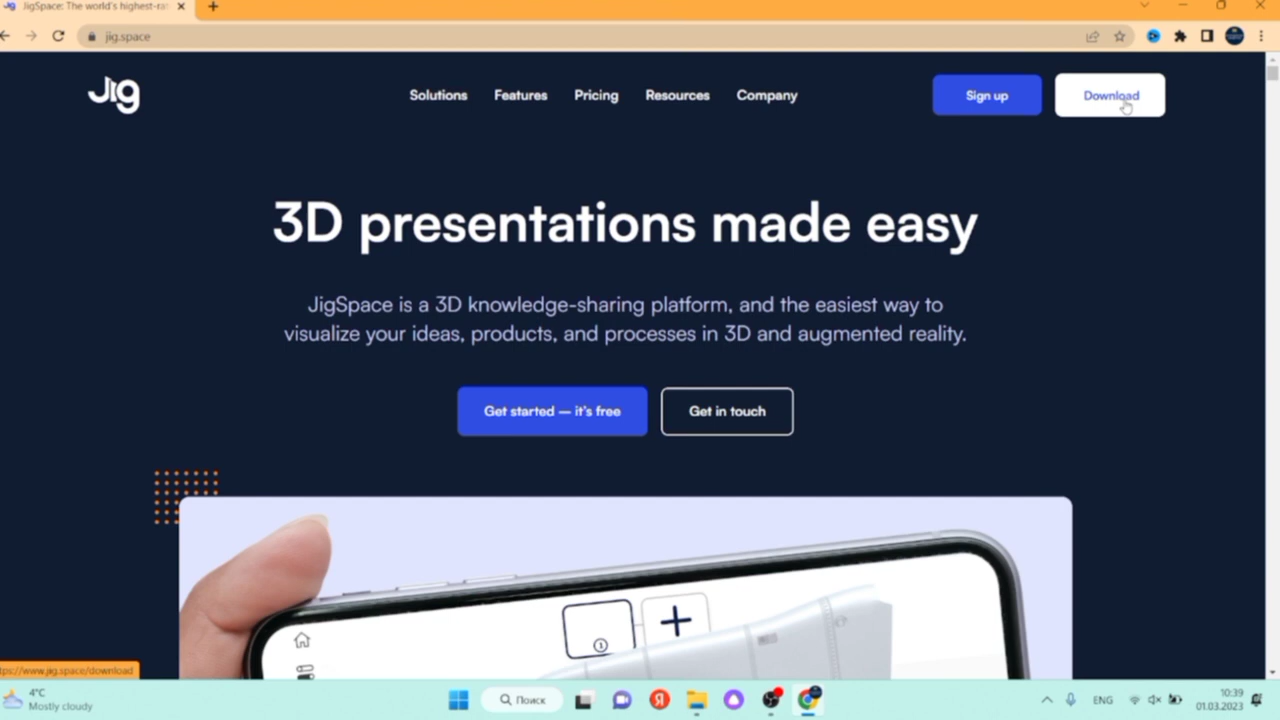 JigSpace: The world's highest-ra
jig.space
Jig
Solutions Features Pricing Resources Company Sign up Download
3D presentations made easy
JigSpace is a 3D knowledge-sharing platform, and the easiest way to
visualize your ideas, products, and processes in 3D and augmented reality.
Get started — it's free Get in touch
1
tps://www.jig.space/download
4°C
Mostly cloudy
Поиск
Я
ENG
10:39
01.03.2023